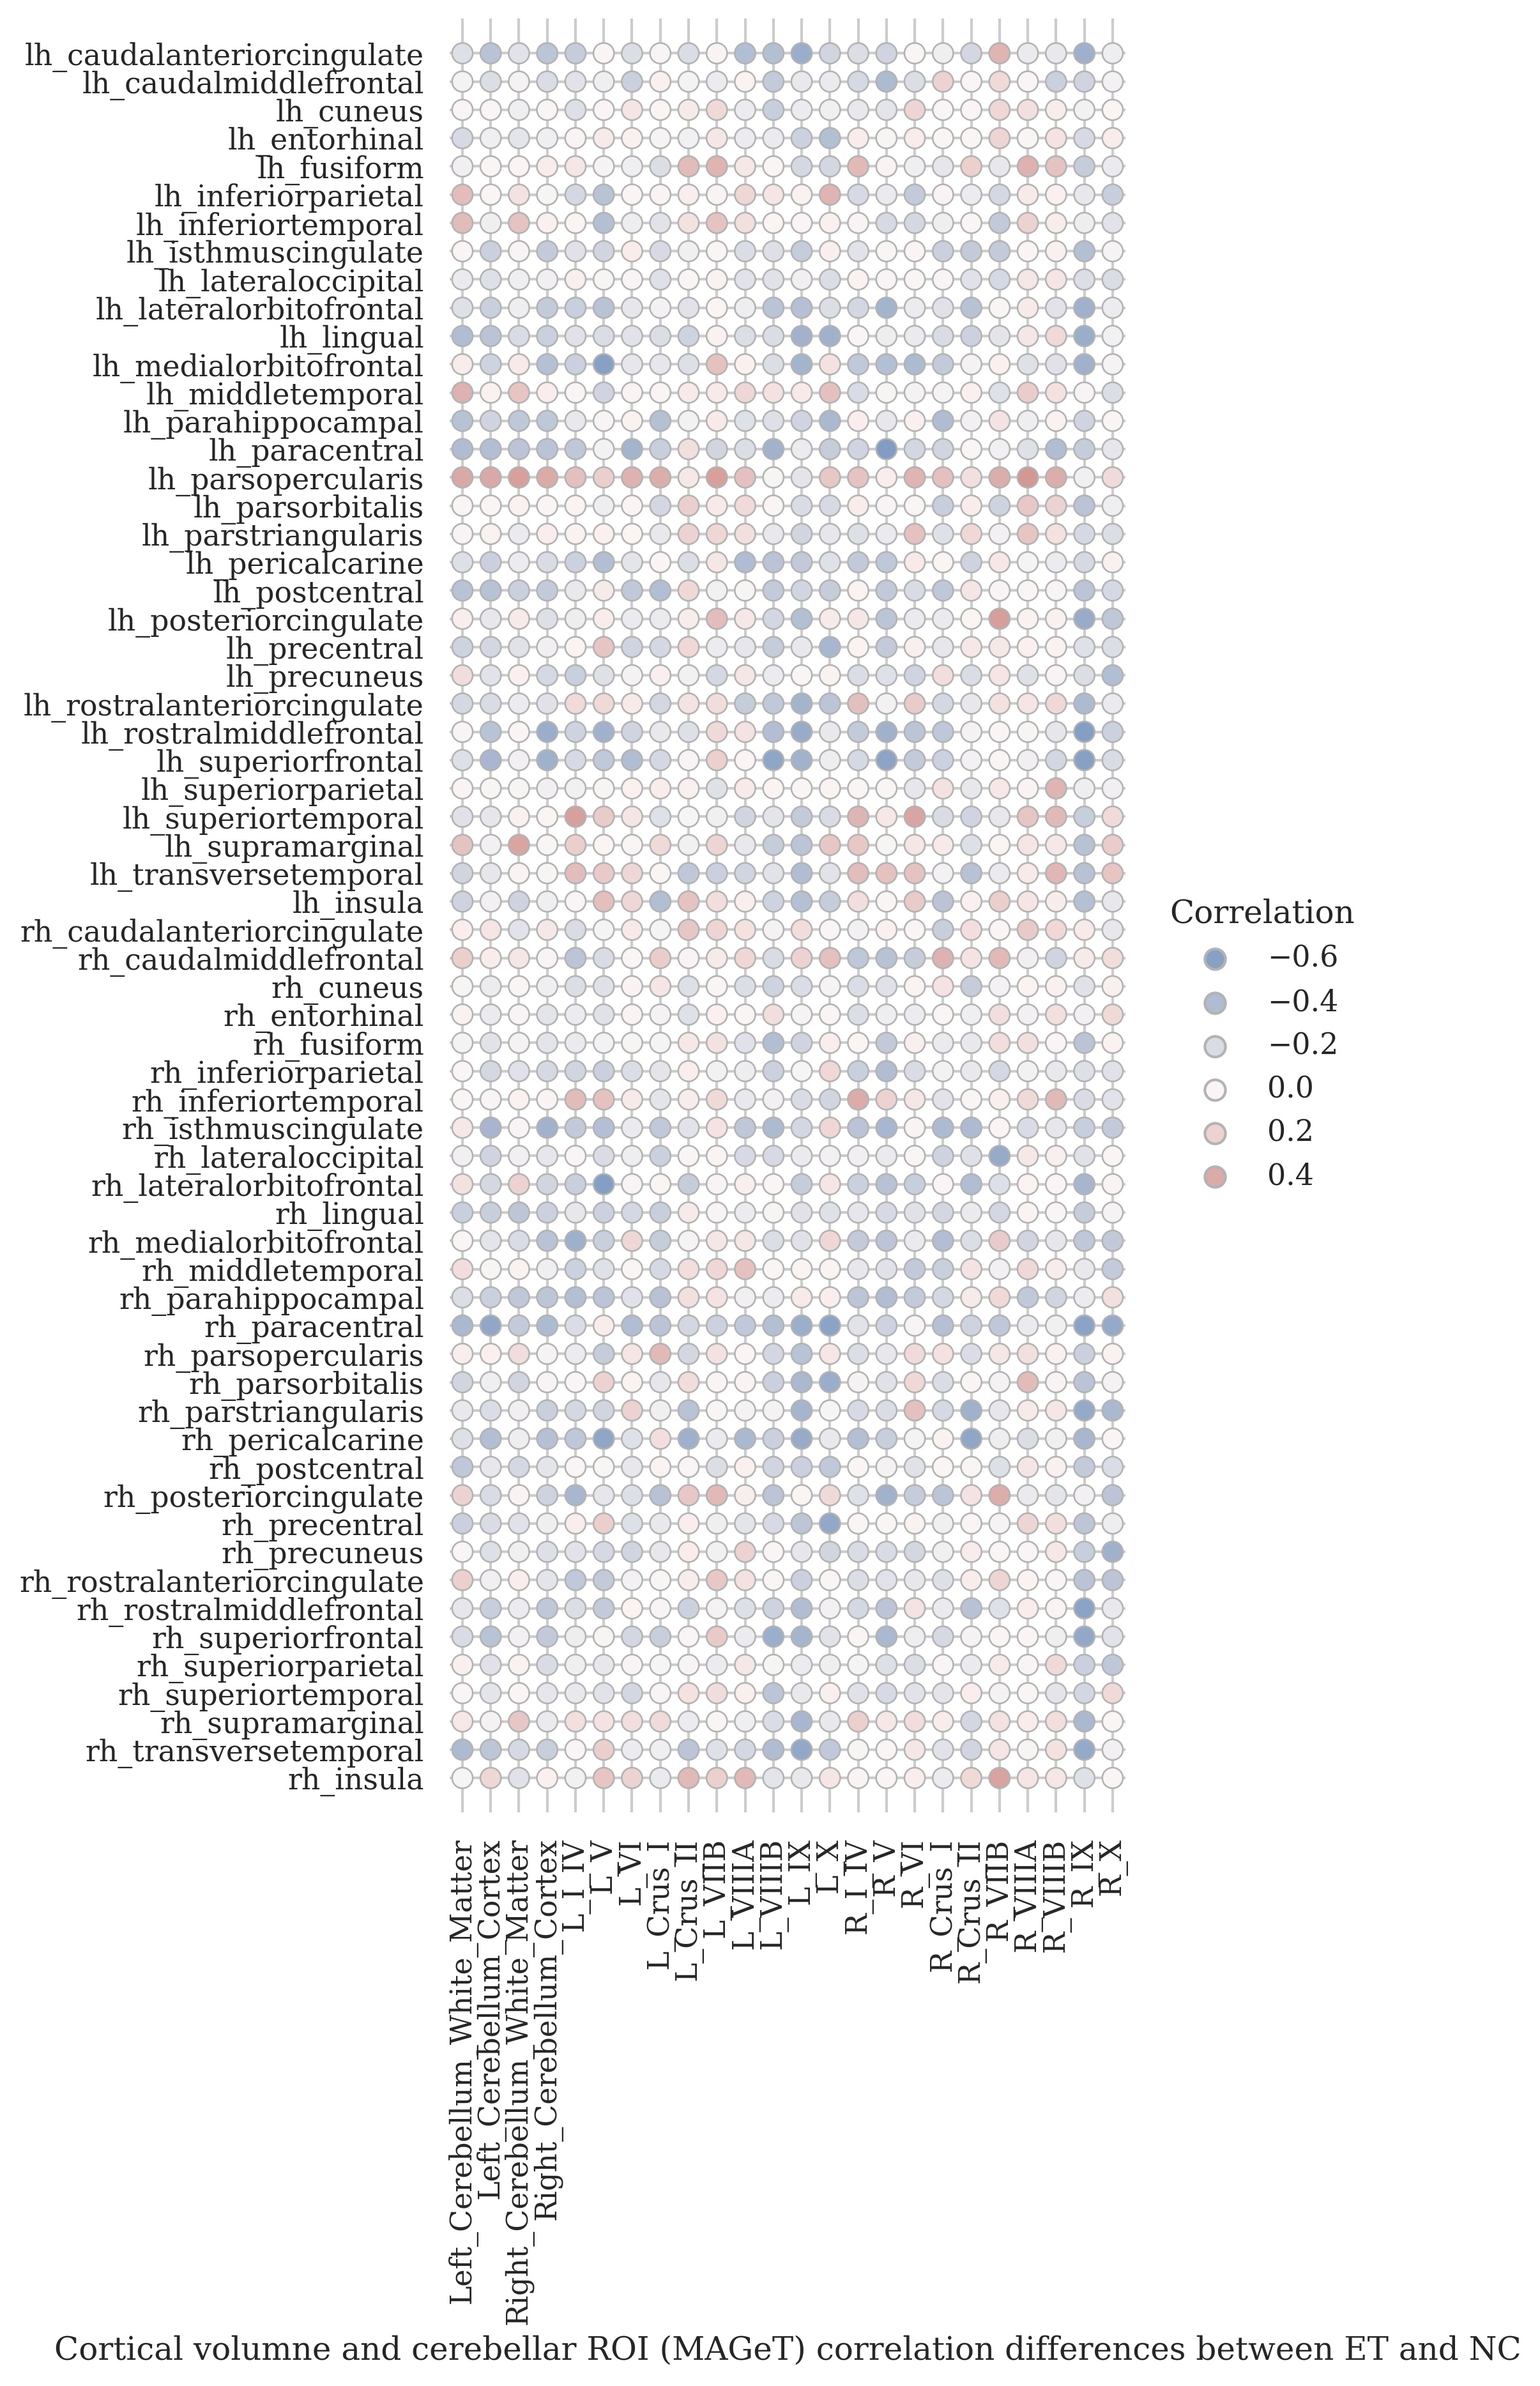 lh_caudalanteriorcingulate
lh_caudalmiddlefrontal
lh_cuneus
lh_entorhinal
lh_fusiform
lh_inferiorparietal
lh_inferiortemporal
lh_isthmuscingulate
lh_lateraloccipital
lh_lateralorbitofrontal
lh_lingual
lh_medialorbitofrontal
lh_middletemporal
lh_parahippocampal
lh_paracentral
lh_parsopercularis
lh_parsorbitalis
lh_parstriangularis
lh_pericalcarine
lh_postcentral
lh_posteriorcingulate
lh_precentral
lh_precuneus
lh_rostralanteriorcingulate
lh_rostralmiddlefrontal
lh_superiorfrontal
lh_superiorparietal
lh_superiortemporal
lh_supramarginal
lh_transversetemporal
lh_insula
rh_caudalanteriorcingulate
rh_caudalmiddlefrontal
rh_cuneus
rh_entorhinal
rh_fusiform
rh_inferiorparietal
rh_inferiortemporal
rh_isthmuscingulate
rh_lateraloccipital
rh_lateralorbitofrontal
rh_lingual
rh_medialorbitofrontal
rh_middletemporal
rh_parahippocampal
rh_paracentral
rh_parsopercularis
rh_parsorbitalis
rh_parstriangularis
rh_pericalcarine
rh_postcentral
rh_posteriorcingulate
rh_precentral
rh_precuneus
rh_rostralanteriorcingulate
rh_rostralmiddlefrontal
rh_superiorfrontal
rh_superiorparietal
rh_superiortemporal
rh_supramarginal
rh_transversetemporal
rh_insula
Correlation
−0.6
−0.4
−0.2
0.0
0.2
0.4
Left_Cerebellum_White_Matter
Left_Cerebellum_Cortex
Right_Cerebellum_White_Matter
Right_Cerebellum_Cortex
L_I_IV
L_V
L_VI
L_Crus_I
L_Crus_II
L_VIIB
L_VIIIA
L_VIIIB
L_IX
L_X
R_I_IV
R_V
R_VI
R_Crus_I
R_Crus_II
R_VIIB
R_VIIIA
R_VIIIB
R_IX
R_X
Cortical volumne and cerebellar ROI (MAGeT) correlation differences between ET and NC